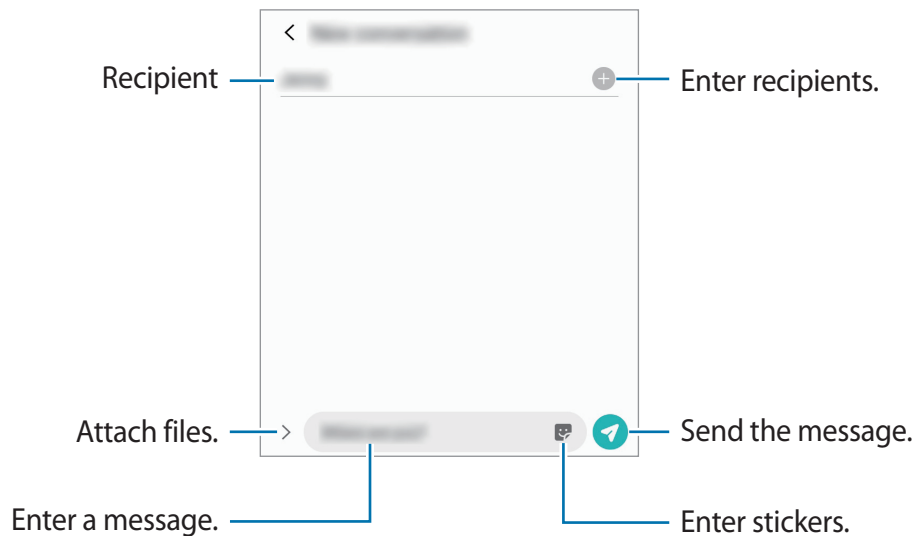 Recipient
Enter recipients.
Attach files.
Send the message.
Enter a message.
Enter stickers.